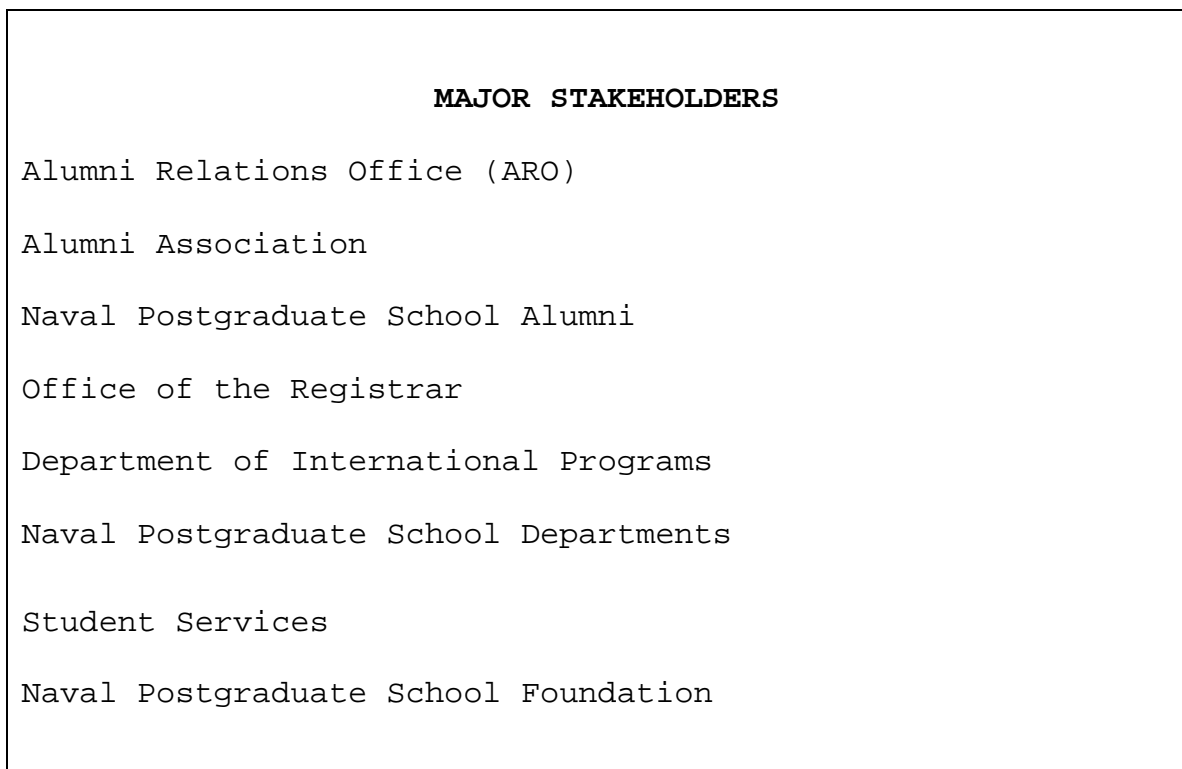 MAJOR STAKEHOLDERS
Alumni Relations Office (ARO)
Alumni Association
Naval Postgraduate School Alumni
Office of the Registrar
Department of International Programs
Naval Postgraduate School Departments
Student Services
Naval Postgraduate School Foundation